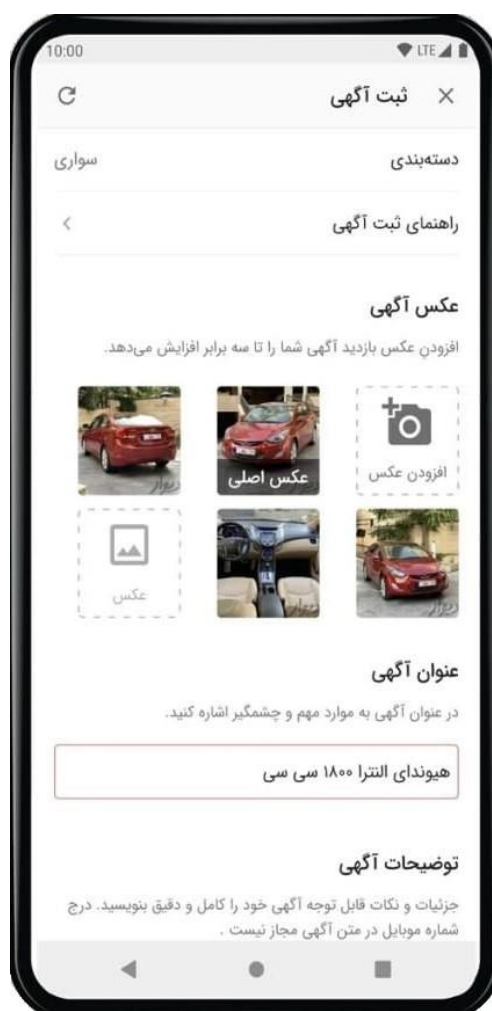 10:00 LTE
ثبت آگهی
دسته‌بندی سواری
راهنمای ثبت آگهی
عکس آگهی
افزودنِ عکس بازدید آگهی شما را تا سه برابر افزایش می‌دهد.
افزودن عکس
عکس اصلی
دیوار
دیوار
دیوار
عکس
عنوان آگهی
در عنوان آگهی به موارد مهم و چشمگیر اشاره کنید.
هیوندای النترا ۱۸۰۰ سی سی
توضیحات آگهی
جزئیات و نکات قابل توجه آگهی خود را کامل و دقیق بنویسید. درج
شماره موبایل در متن آگهی مجاز نیست .